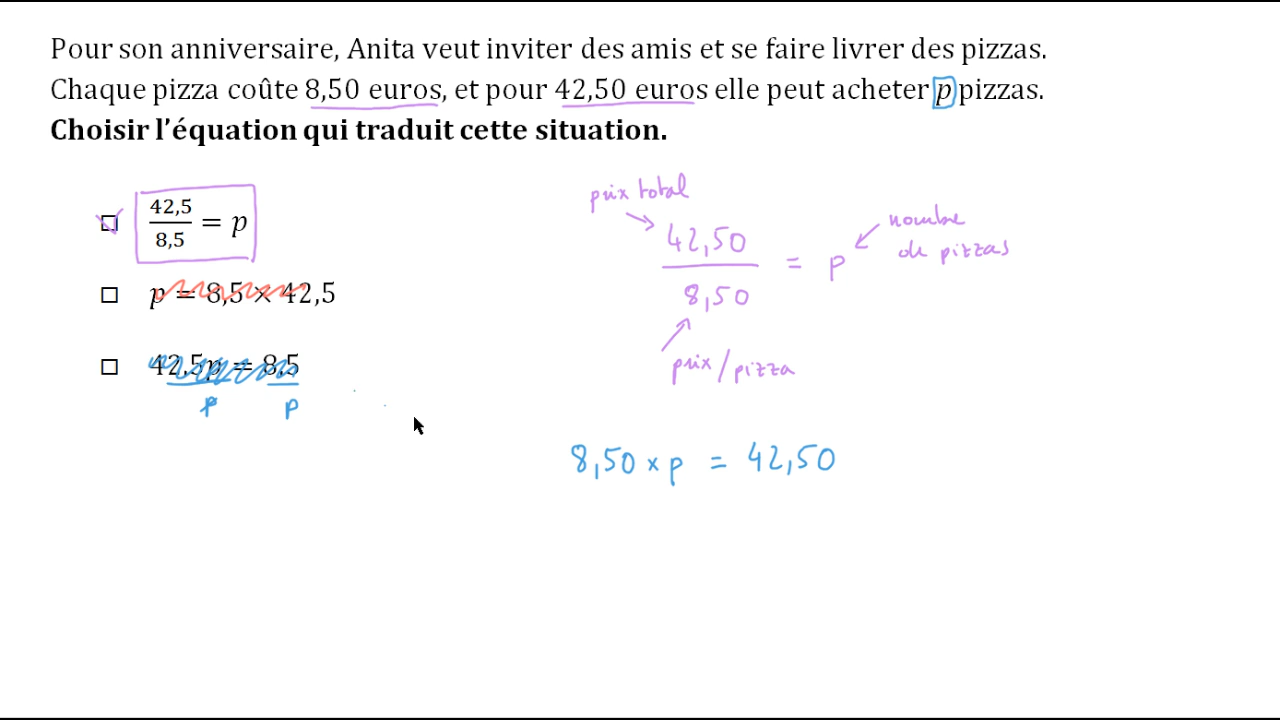 Pour son anniversaire, Anita veut inviter des amis et se faire livrer des pizzas.
Chaque pizza coûte 8,50 euros, et pour 42,50 euros elle peut acheter p pizzas.
Choisir l’équation qui traduit cette situation.
42,5/8,5 = p
p = 8,5 × 42,5
42,5p = 8,5
p p
prix total
42,50/8,50 = p
nombre
de pizzas
prix/pizza
8,50 × p = 42,50